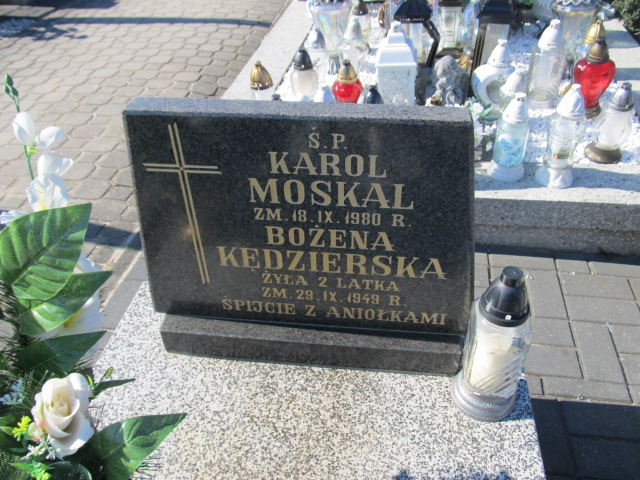 Ś.P.
KAROL
MOSKAL
ZM. 18. IX. 1980 R.
BOŻENA
KĘDZIERSKA
ŻYŁA 2 LATKA
ZM. 29. IX. 1949 R.
ŚPIJCIE Z ANIOŁKAMI